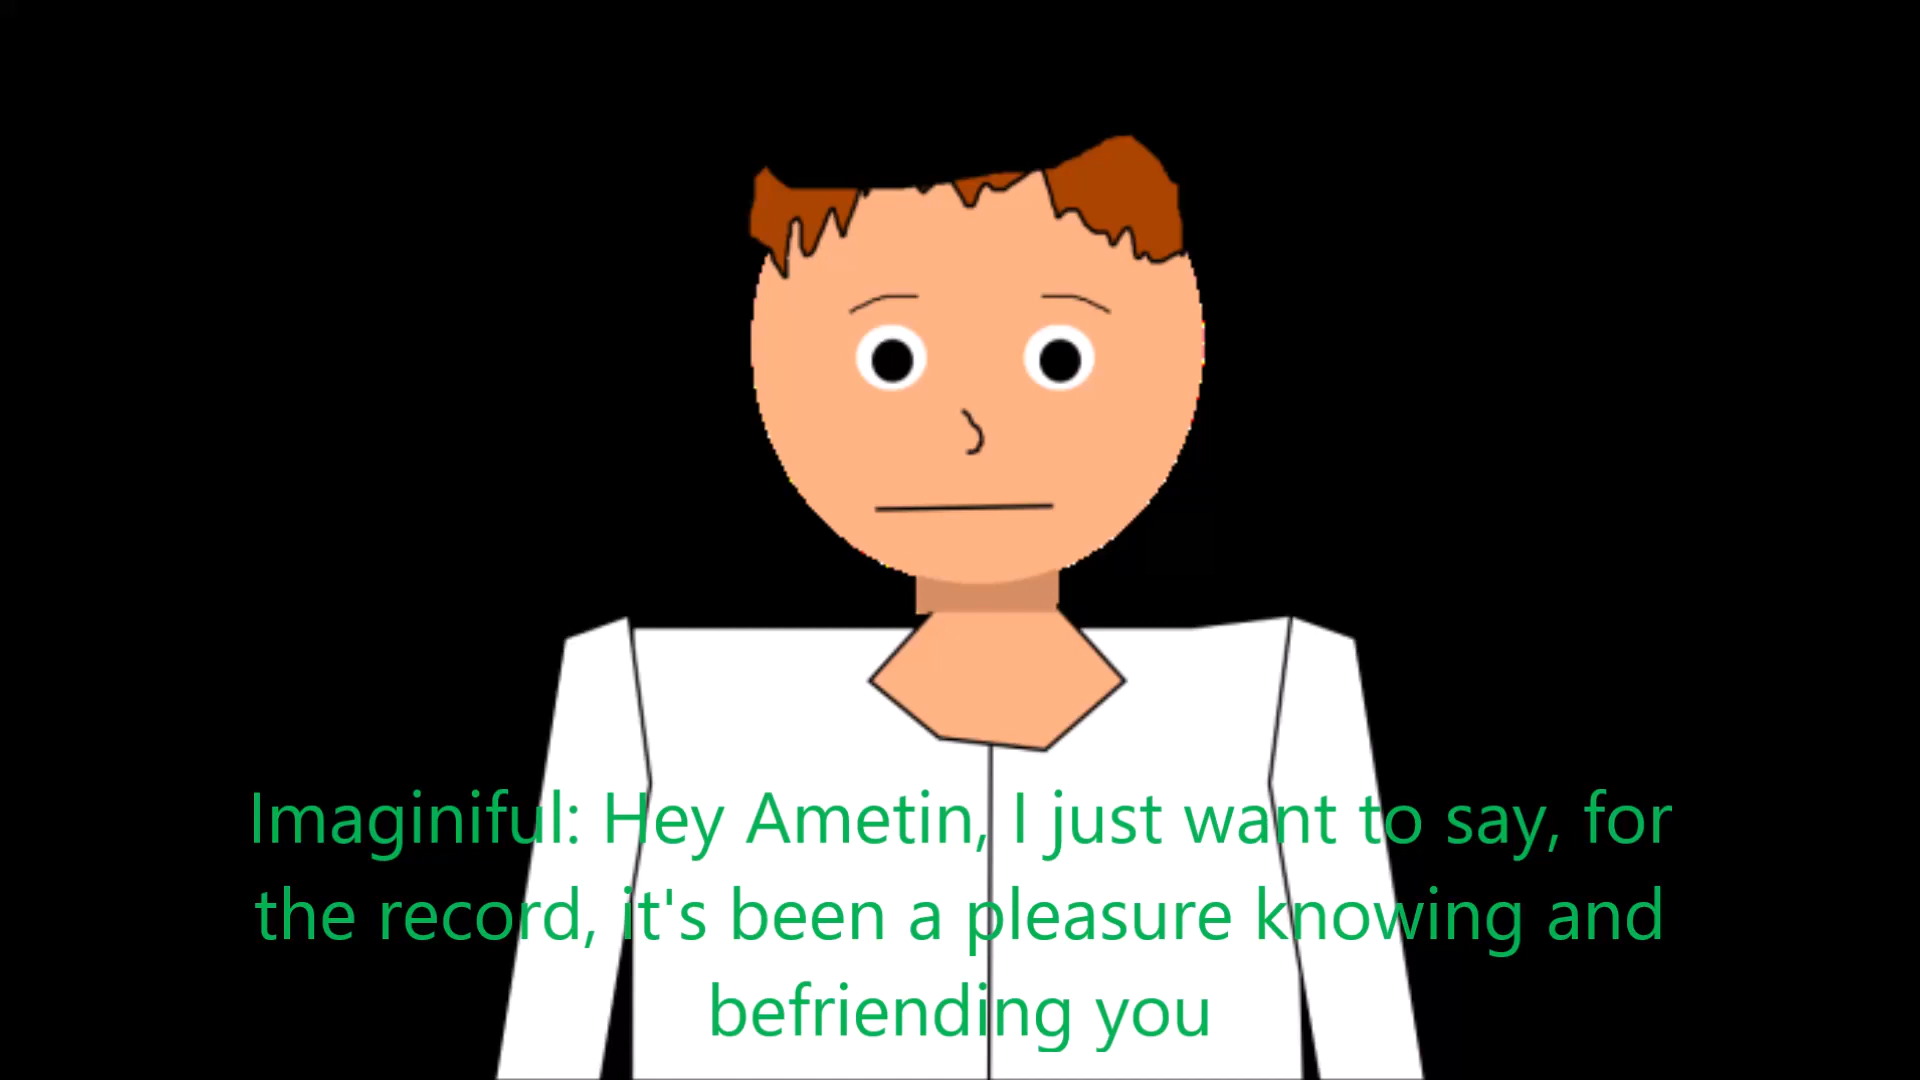 Imaginiful: Hey Ametin, I just want to say, for
the record, it's been a pleasure knowing and
befriending you